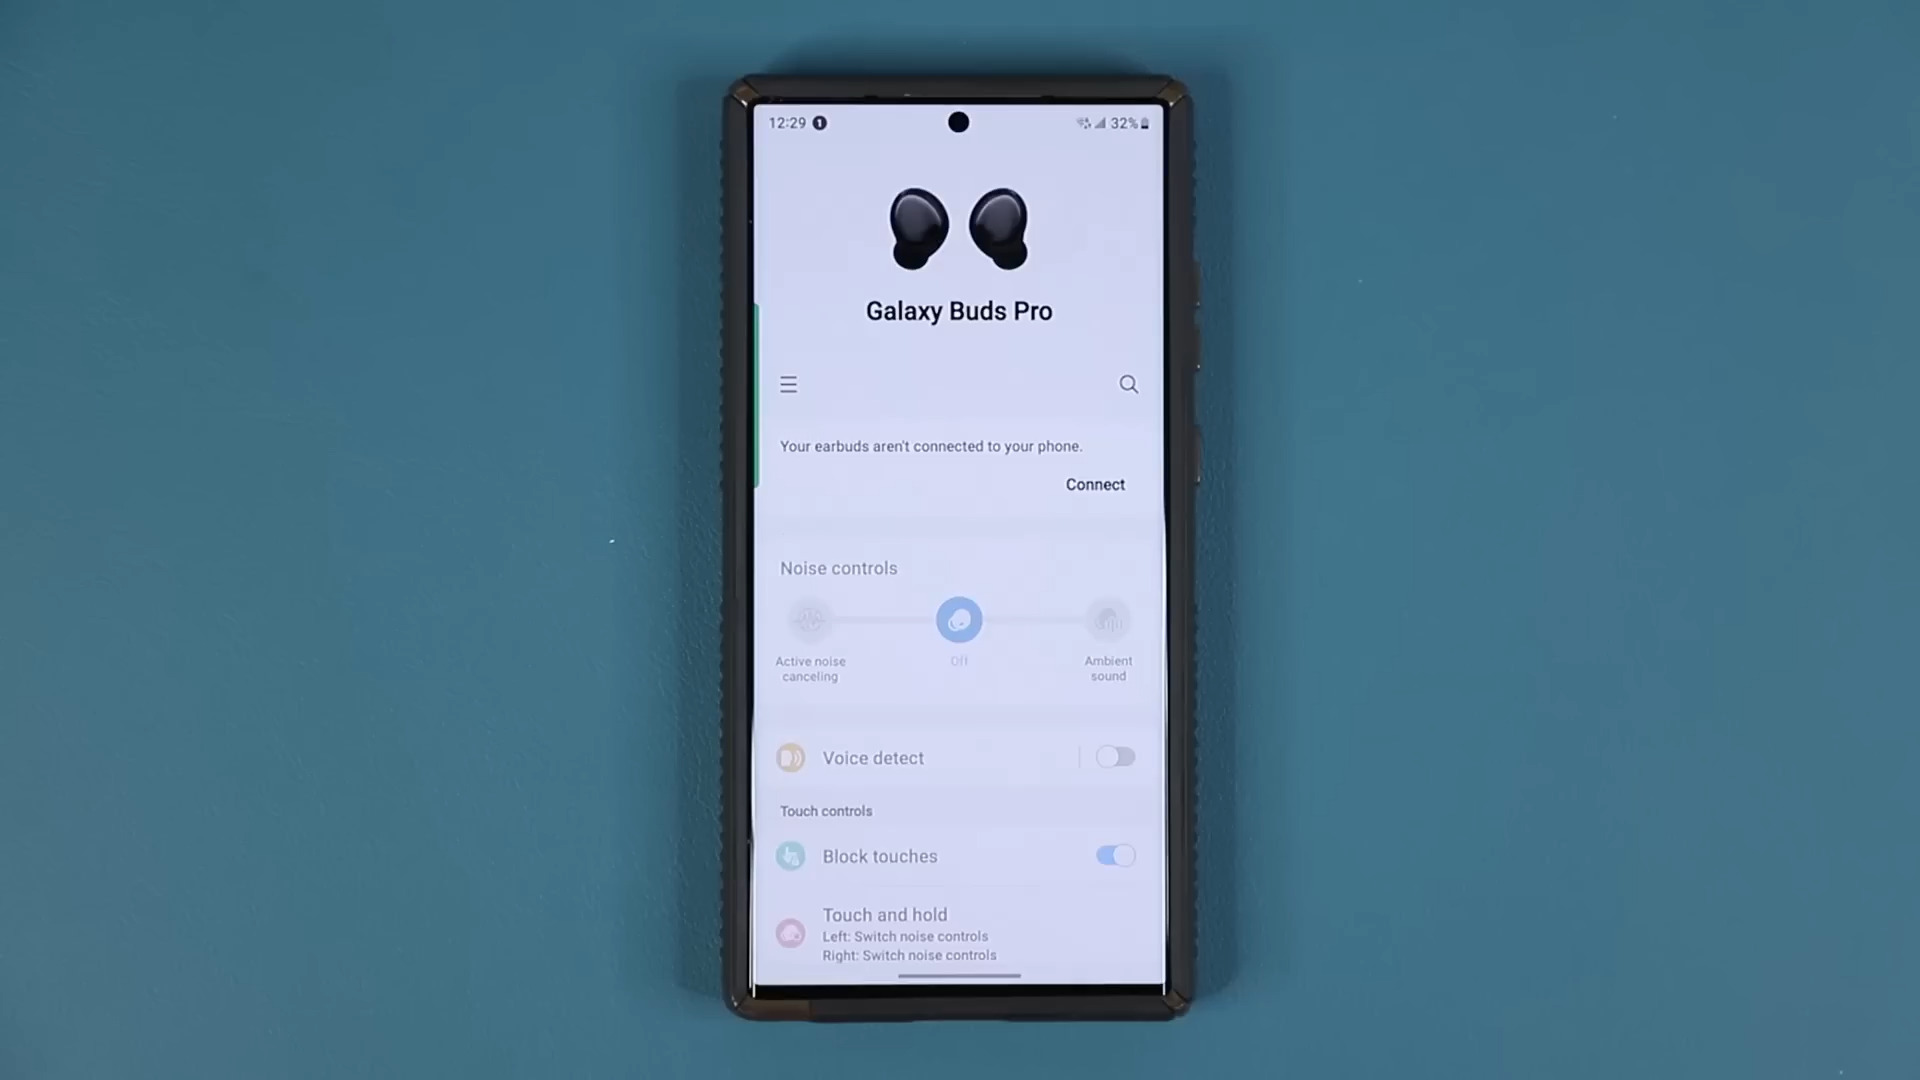 12:29 1 32%
Galaxy Buds Pro
Your earbuds aren't connected to your phone.
Connect
Noise controls
Active noise
canceling
Off
Ambient
sound
Voice detect
Touch controls
Block touches
Touch and hold
Left: Switch noise controls
Right: Switch noise controls